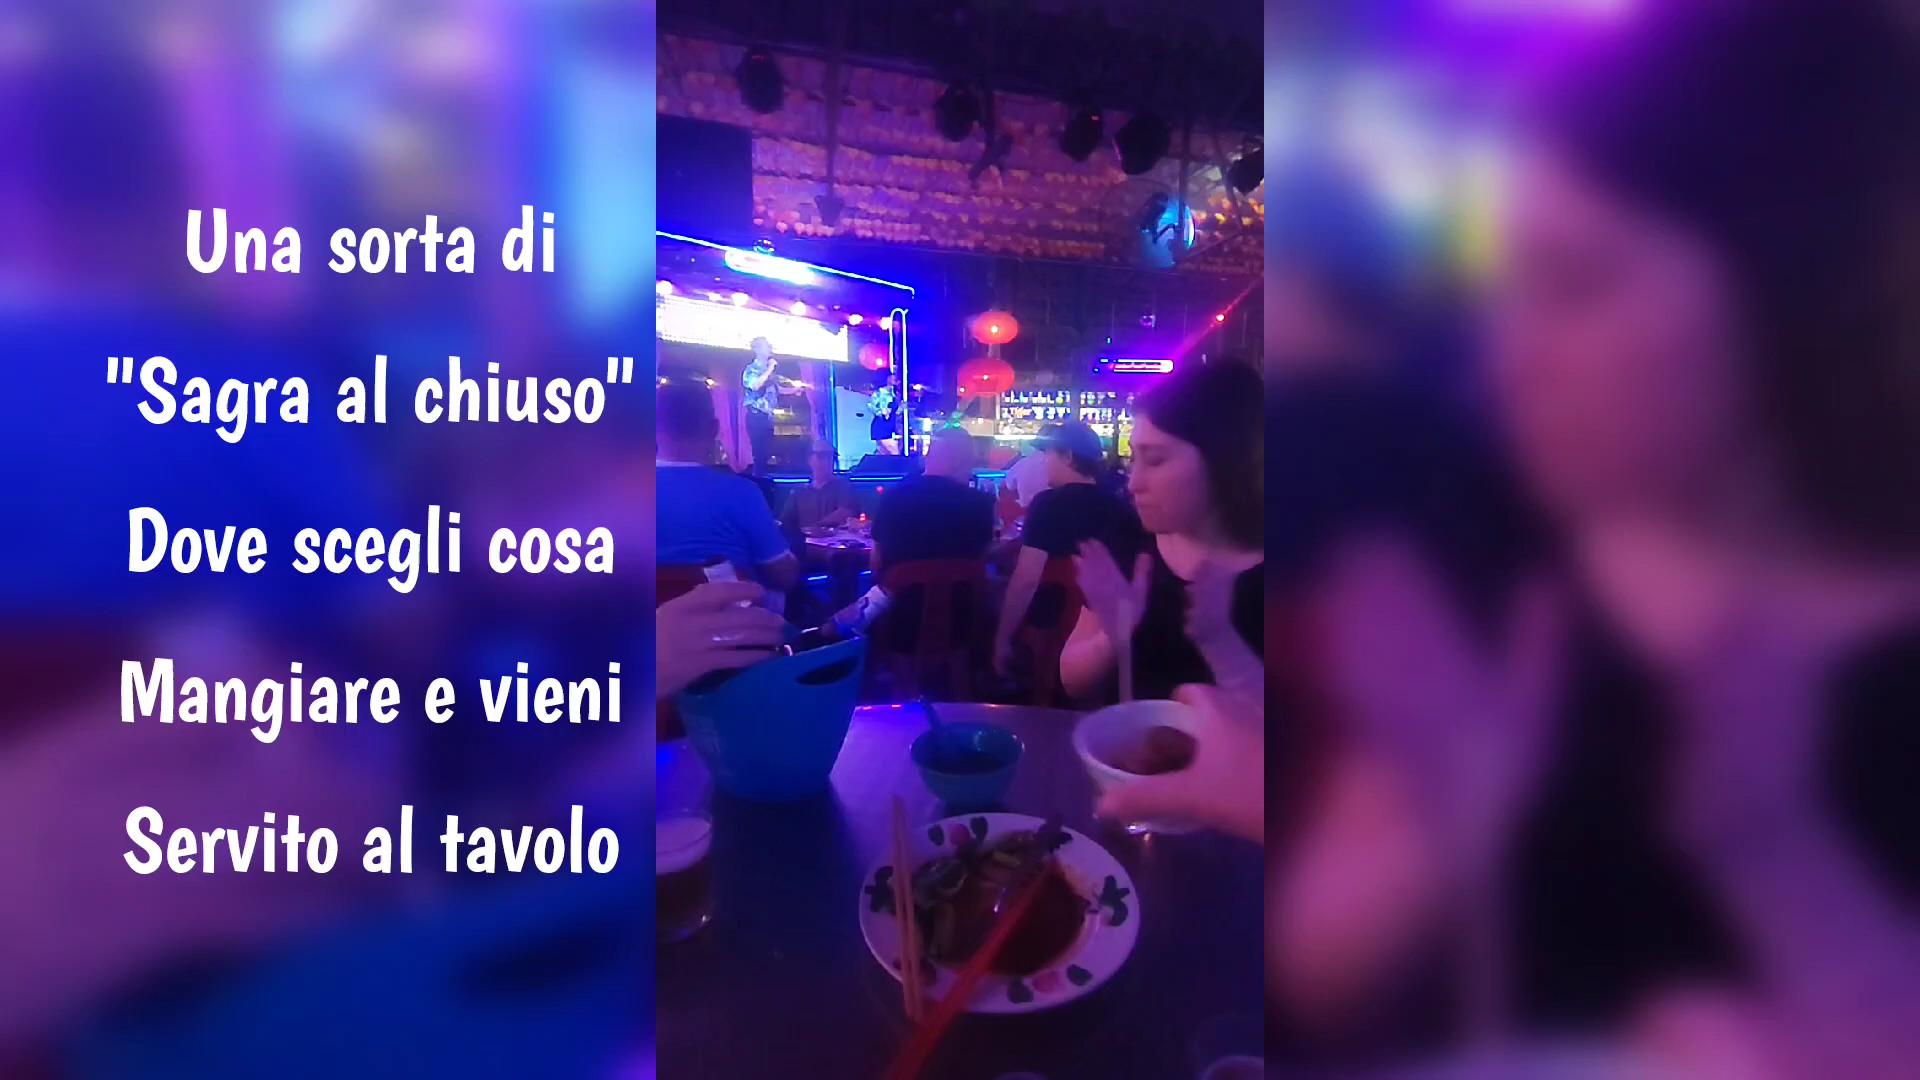 Una sorta di
"Sagra al chiuso"
Dove scegli cosa
Mangiare e vieni
Servito al tavolo